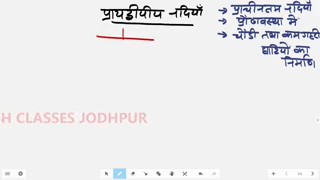 प्रायद्वीपीय नदियाँ
→ प्राचीनतम नदियाँ
→ प्रौढावस्था में
→ चौडी तथा कम गहरी
घाटियो का
निर्माण।
H CLASSES JODHPUR